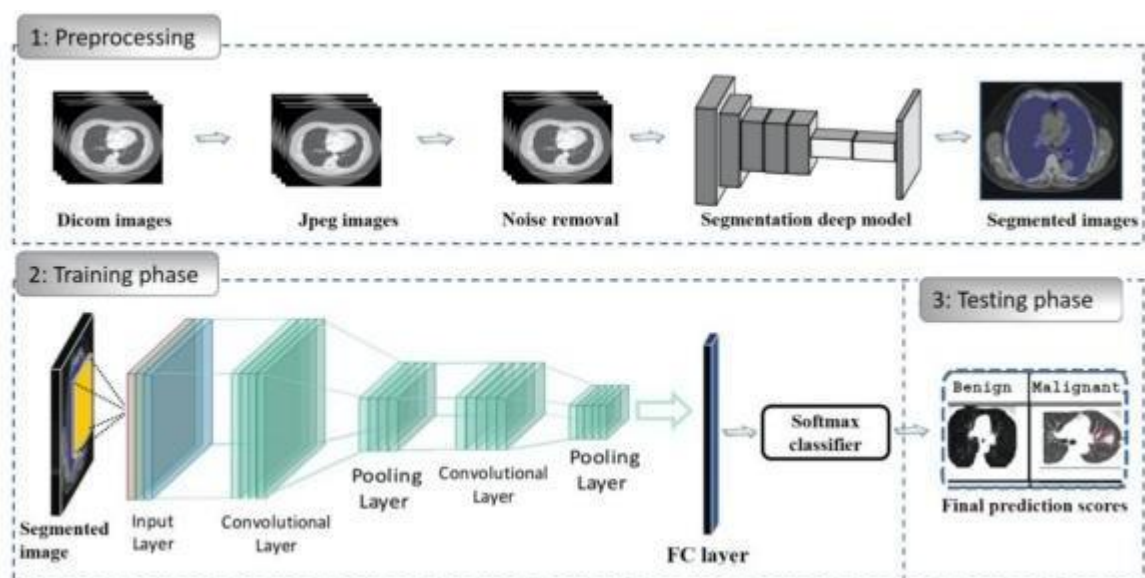 1: Preprocessing
Dicom images
Jpeg images
Noise removal
Segmentation deep model
Segmented images
2: Training phase
Segmented
image
Input
Layer
Convolutional
Layer
Pooling
Layer
Convolutional
Layer
Pooling
Layer
FC layer
Softmax
classifier
3: Testing phase
Benign Malignant
Final prediction scores